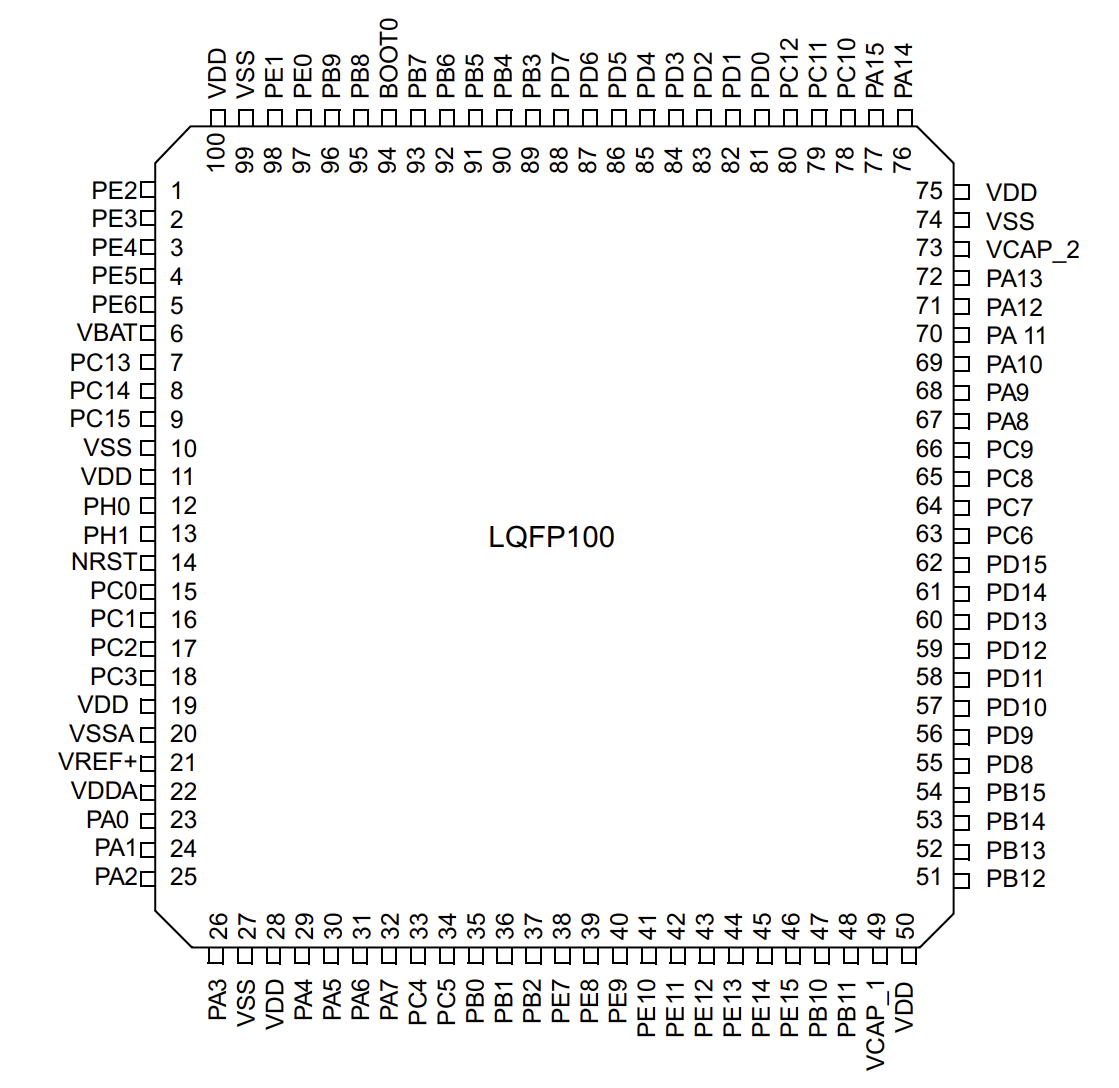 VDD VSS PE1 PE0 PB9 PB8 BOOT0 PB7 PB6 PB5 PB4 PB3 PD7 PD6 PD5 PD4 PD3 PD2 PD1 PD0 PC12 PC11 PC10 PA15 PA14
100 99 98 97 96 95 94 93 92 91 90 89 88 87 86 85 84 83 82 81 80 79 78 77 76
PE2 1 75 VDD
PE3 2 74 VSS
PE4 3 73 VCAP_2
PE5 4 72 PA13
PE6 5 71 PA12
VBAT 6 70 PA 11
PC13 7 69 PA10
PC14 8 68 PA9
PC15 9 67 PA8
VSS 10 66 PC9
VDD 11 65 PC8
PH0 12 64 PC7
PH1 13 63 PC6
LQFP100
NRST 14 62 PD15
PC0 15 61 PD14
PC1 16 60 PD13
PC2 17 59 PD12
PC3 18 58 PD11
VDD 19 57 PD10
VSSA 20 56 PD9
VREF+ 21 55 PD8
VDDA 22 54 PB15
PA0 23 53 PB14
PA1 24 52 PB13
PA2 25 51 PB12
26 27 28 29 30 31 32 33 34 35 36 37 38 39 40 41 42 43 44 45 46 47 48 49 50
PA3 VSS VDD PA4 PA5 PA6 PA7 PC4 PC5 PB0 PB1 PB2 PE7 PE8 PE9 PE10 PE11 PE12 PE13 PE14 PE15 PB10 PB11 VCAP_1 VDD